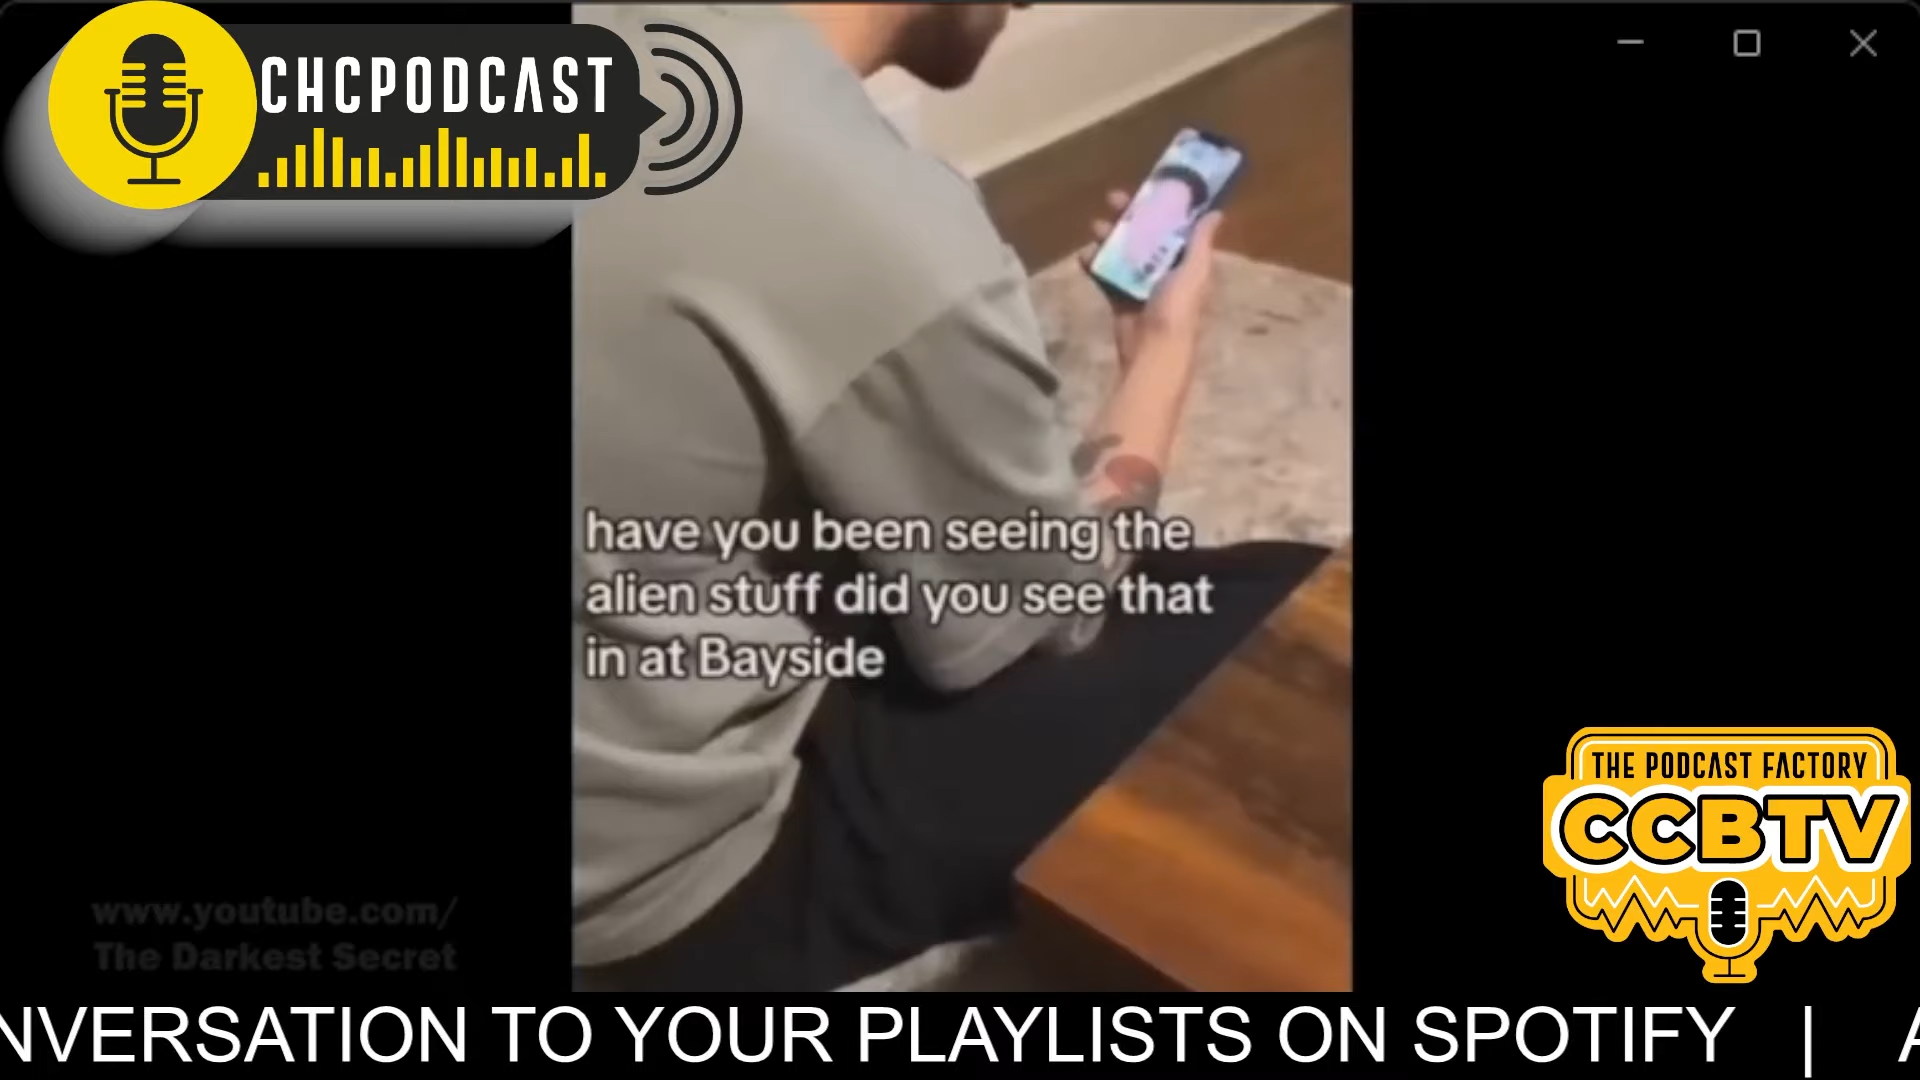 CHCPODCAST
have you been seeing the
alien stuff did you see that
in at Bayside
THE PODCAST FACTORY
CCBTV
www.youtube.com/
The Darkest Secret
NVERSATION TO YOUR PLAYLISTS ON SPOTIFY |